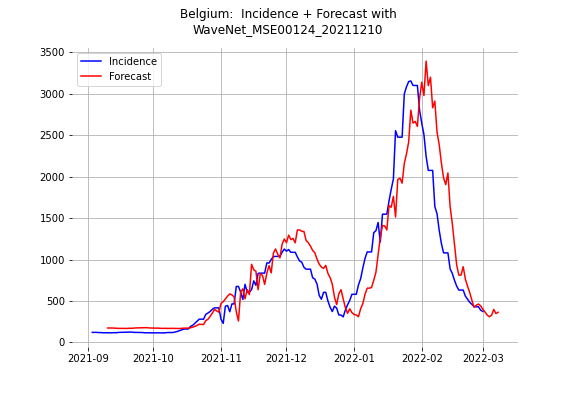 Belgium:  Incidence + Forecast with
WaveNet_MSE00124_20211210
3500
3000
2500
2000
1500
1000
500
0
Incidence
Forecast
2021-09 2021-10 2021-11 2021-12 2022-01 2022-02 2022-03